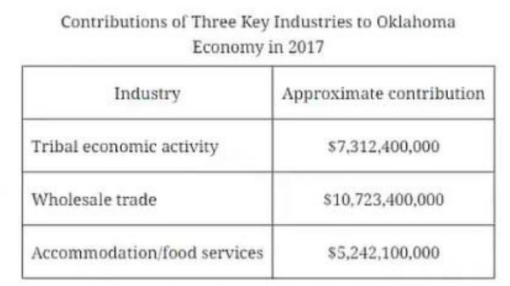 Contributions of Three Key Industries to Oklahoma
Economy in 2017
Industry Approximate contribution
Tribal economic activity $7,312,400,000
Wholesale trade $10,723,400,000
Accommodation/food services $5,242,100,000